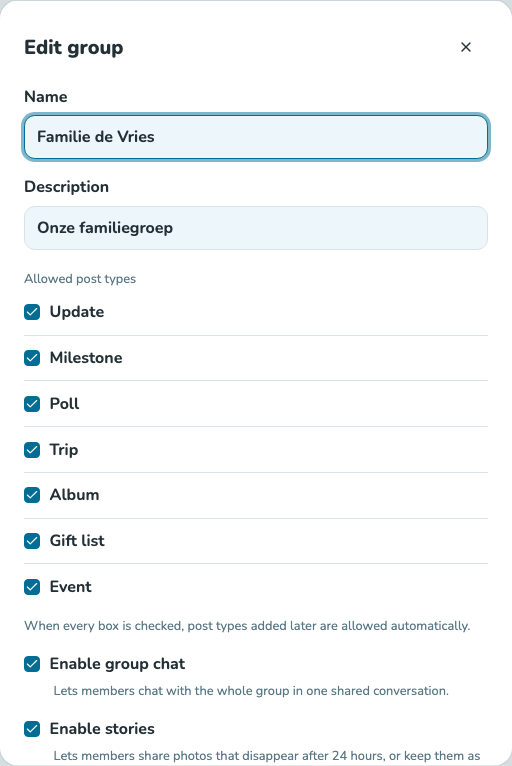 Edit group
Name
Familie de Vries
Description
Onze familiegroep
Allowed post types
Update
Milestone
Poll
Trip
Album
Gift list
Event
When every box is checked, post types added later are allowed automatically.
Enable group chat
Lets members chat with the whole group in one shared conversation.
Enable stories
Lets members share photos that disappear after 24 hours, or keep them as